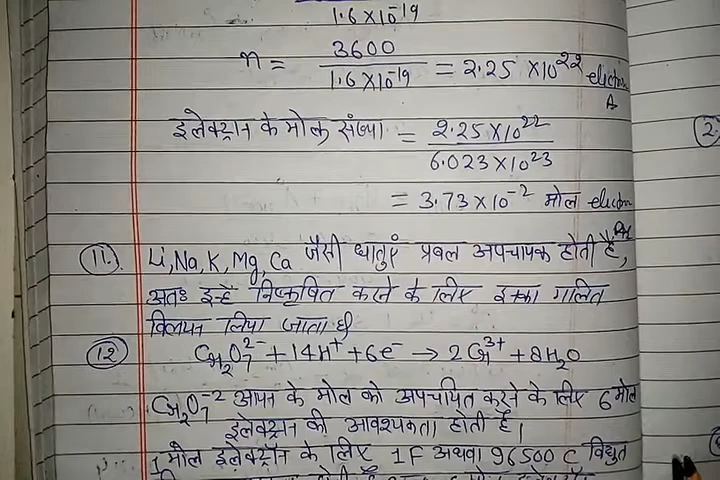 1.6×10⁻¹⁹
n = 3600 / 1.6×10⁻¹⁹ = 2.25 ×10²² electron
इलेक्ट्रान के मोल संख्या = 2.25×10²² / 6.023×10²³
= 3.73×10⁻² मोल electron
(11.) Li, Na, K, Mg, Ca जैसी धातुएं प्रबल अपचायक होती है,
अतः इन्हें निष्कर्षित करने के लिए इनका गलित
विलयन लिया जाता है
(12) Cr₂O₇²⁻ + 14H⁺ + 6e⁻ → 2Cr³⁺ + 8H₂O
Cr₂O₇⁻² आयन के मोल को अपचयित करने के लिए 6 मोल
इलेक्ट्रान की आवश्यकता होती है।
1 मोल इलेक्ट्रॉन के लिए 1F अथवा 96500 C विधुत